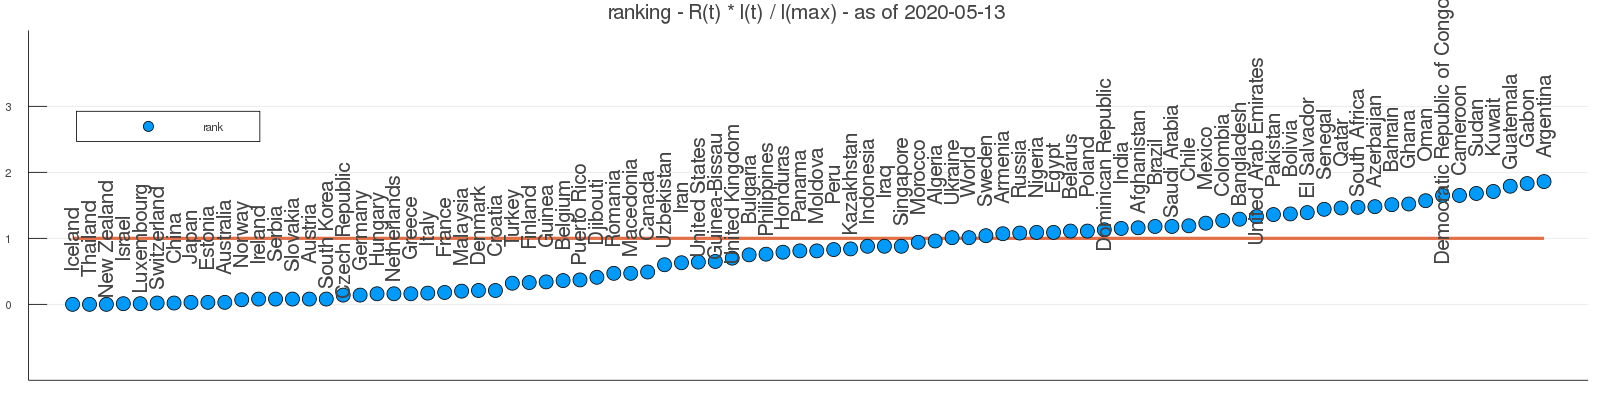 ranking - R(t) * I(t) / I(max) - as of 2020-05-13
3
2
1
0
rank
Iceland
Thailand
New Zealand
Israel
Luxembourg
Switzerland
China
Japan
Estonia
Australia
Norway
Ireland
Serbia
Slovakia
Austria
South Korea
Czech Republic
Germany
Hungary
Netherlands
Greece
Italy
France
Malaysia
Denmark
Croatia
Turkey
Finland
Guinea
Belgium
Puerto Rico
Djibouti
Romania
Macedonia
Canada
Uzbekistan
Iran
United States
Guinea-Bissau
United Kingdom
Bulgaria
Philippines
Honduras
Panama
Moldova
Peru
Kazakhstan
Indonesia
Iraq
Singapore
Morocco
Algeria
Ukraine
World
Sweden
Armenia
Russia
Nigeria
Egypt
Belarus
Poland
Dominican Republic
India
Afghanistan
Brazil
Saudi Arabia
Chile
Mexico
Colombia
Bangladesh
United Arab Emirates
Pakistan
Bolivia
El Salvador
Senegal
Qatar
South Africa
Azerbaijan
Bahrain
Ghana
Oman
Democratic Republic of Congo
Cameroon
Sudan
Kuwait
Guatemala
Gabon
Argentina